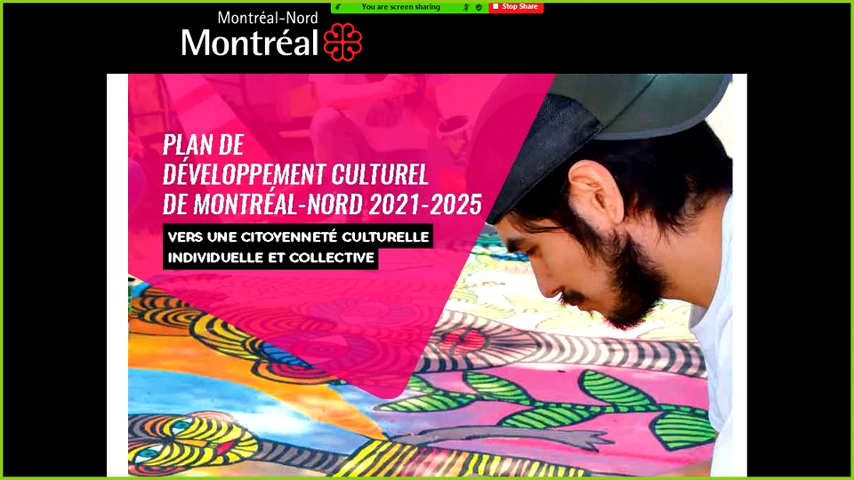 Montréal-Nord
Montréal
You are screen sharing
Stop Share
PLAN DE
DÉVELOPPEMENT CULTUREL
DE MONTRÉAL-NORD 2021-2025
VERS UNE CITOYENNETÉ CULTURELLE
INDIVIDUELLE ET COLLECTIVE